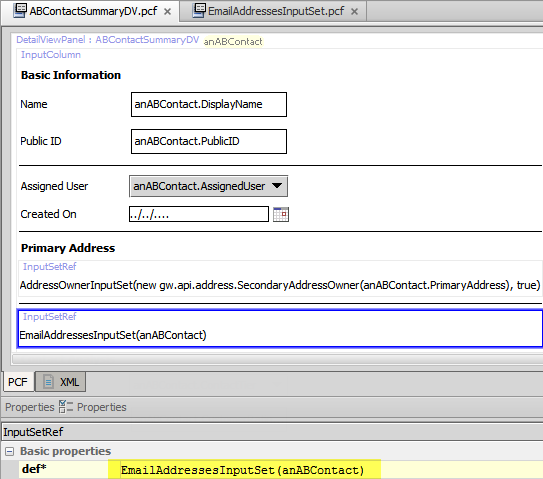 ABContactSummaryDV.pcf × EmailAddressesInputSet.pcf ×
DetailViewPanel : ABContactSummaryDV anABContact
InputColumn
Basic Information
Name anABContact.DisplayName
Public ID anABContact.PublicID
Assigned User anABContact.AssignedUser
Created On ../../....
Primary Address
InputSetRef
AddressOwnerInputSet(new gw.api.address.SecondaryAddressOwner(anABContact.PrimaryAddress), true)
InputSetRef
EmailAddressesInputSet(anABContact)
PCF XML
Properties Properties
InputSetRef
Basic properties
def* EmailAddressesInputSet(anABContact)